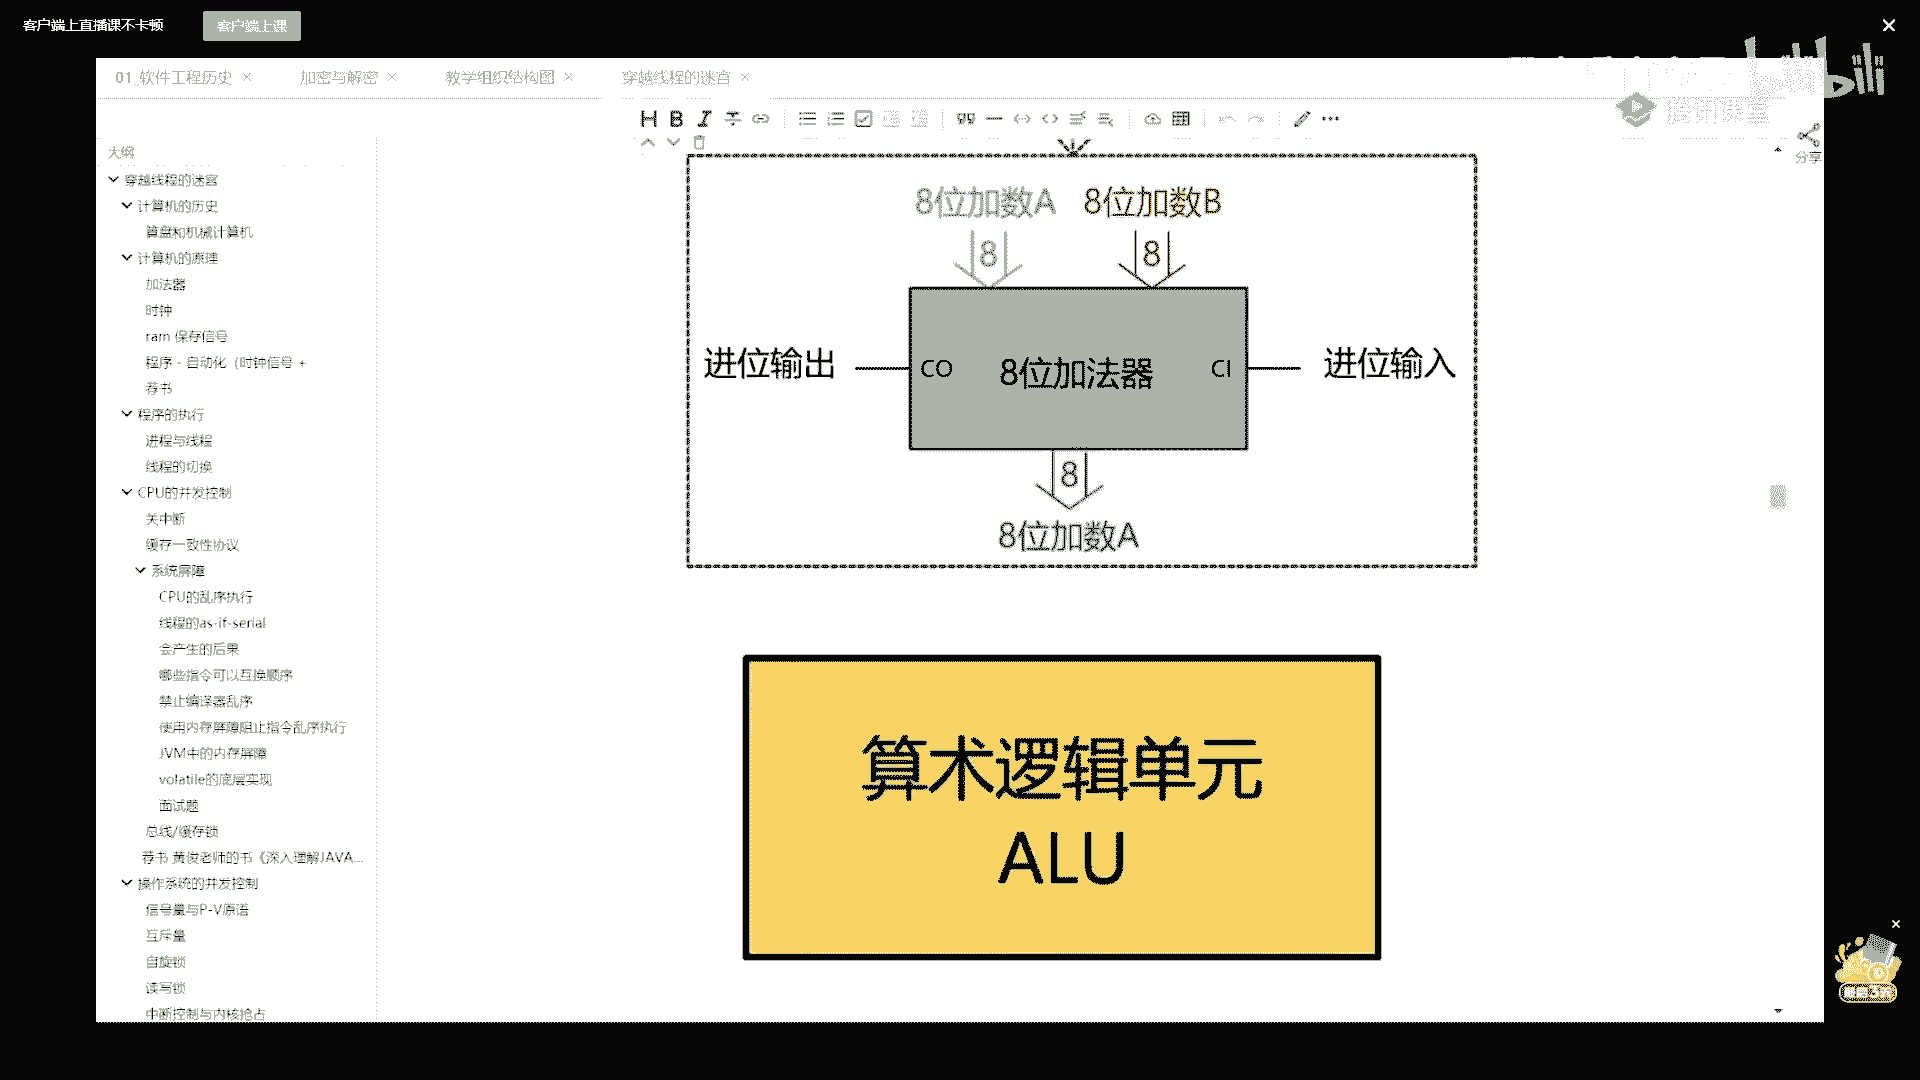 客户端上直播课不卡顿
客户端上课
bilibili
01_软件工程历史
加密与解密
教学组织结构图
穿越线程的迷宫
腾讯课堂
分享
大纲
穿越线程的迷宫
计算机的历史
算盘和机械计算机
计算机的原理
加法器
时钟
ram 保存信号
程序 - 自动化（时钟信号 +
荐书
程序的执行
进程与线程
线程的切换
CPU的并发控制
关中断
缓存一致性协议
系统屏障
CPU的乱序执行
线程的as-if-serial
会产生的后果
哪些指令可以互换顺序
禁止编译器乱序
使用内存屏障阻止指令乱序执行
JVM中的内存屏障
volatile的底层实现
面试题
总线/缓存锁
荐书 黄俊老师的书《深入理解JAVA...
操作系统的并发控制
信号量与P-V原语
互斥量
自旋锁
读写锁
中断控制与内核抢占
8位加数A
8位加数B
8
8
进位输出
CO
8位加法器
CI
进位输入
8
8位加数A
算术逻辑单元
ALU